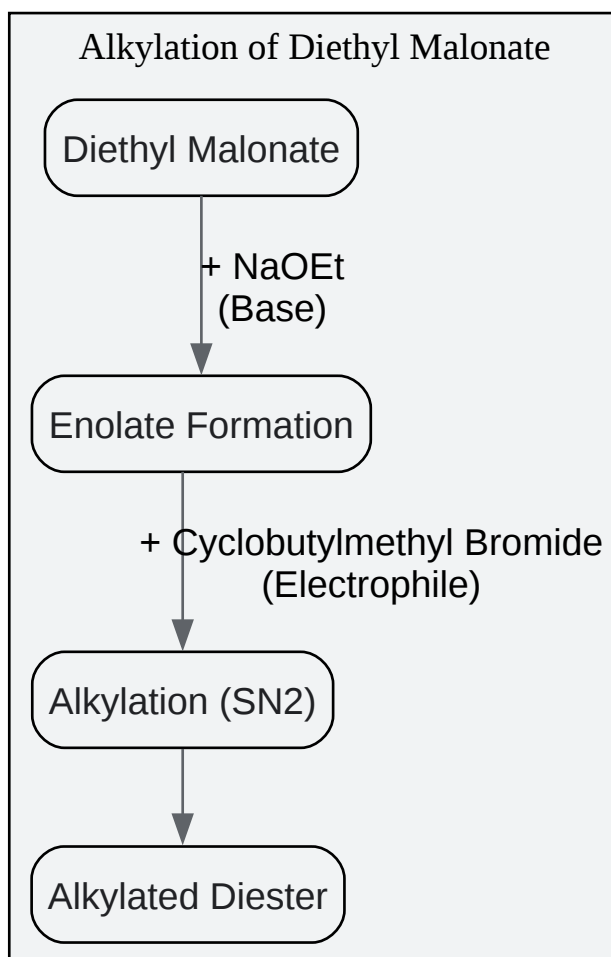 Alkylation of Diethyl Malonate
Diethyl Malonate
+ NaOEt
(Base)
Enolate Formation
+ Cyclobutylmethyl Bromide
(Electrophile)
Alkylation (SN2)
Alkylated Diester